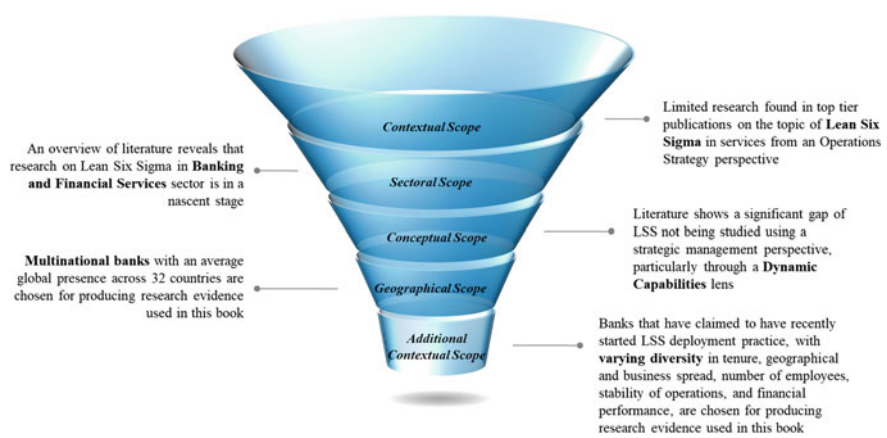 Contextual Scope
Limited research found in top tier
publications on the topic of Lean Six
Sigma in services from an Operations
Strategy perspective
An overview of literature reveals that
research on Lean Six Sigma in Banking
and Financial Services sector is in a
nascent stage
Sectoral Scope
Conceptual Scope
Literature shows a significant gap of
LSS not being studied using a
strategic management perspective,
particularly through a Dynamic
Capabilities lens
Multinational banks with an average
global presence across 32 countries are
chosen for producing research evidence
used in this book
Geographical Scope
Additional
Contextual Scope
Banks that have claimed to have recently
started LSS deployment practice, with
varying diversity in tenure, geographical
and business spread, number of employees,
stability of operations, and financial
performance, are chosen for producing
research evidence used in this book